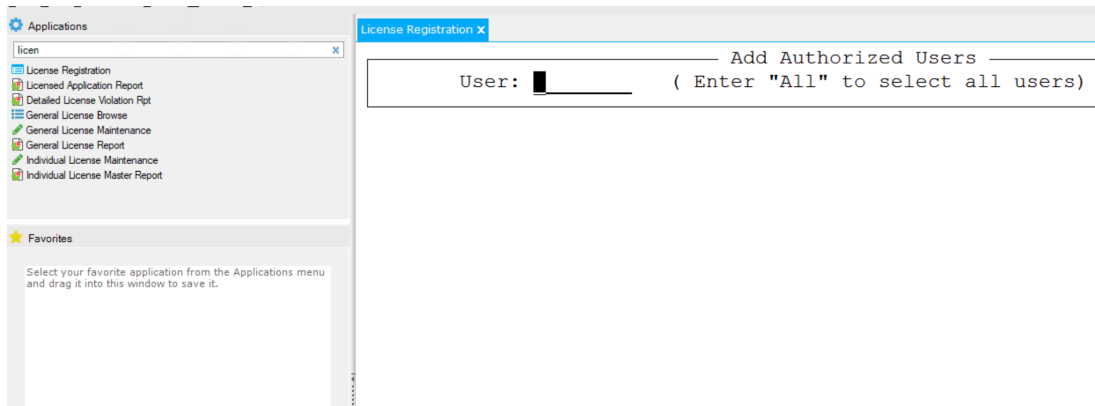 Applications
licen x
License Registration
Licensed Application Report
Detailed License Violation Rpt
General License Browse
General License Maintenance
General License Report
Individual License Maintenance
Individual License Master Report
Favorites
Select your favorite application from the Applications menu
and drag it into this window to save it.
License Registration X
Add Authorized Users
User: ( Enter "All" to select all users)